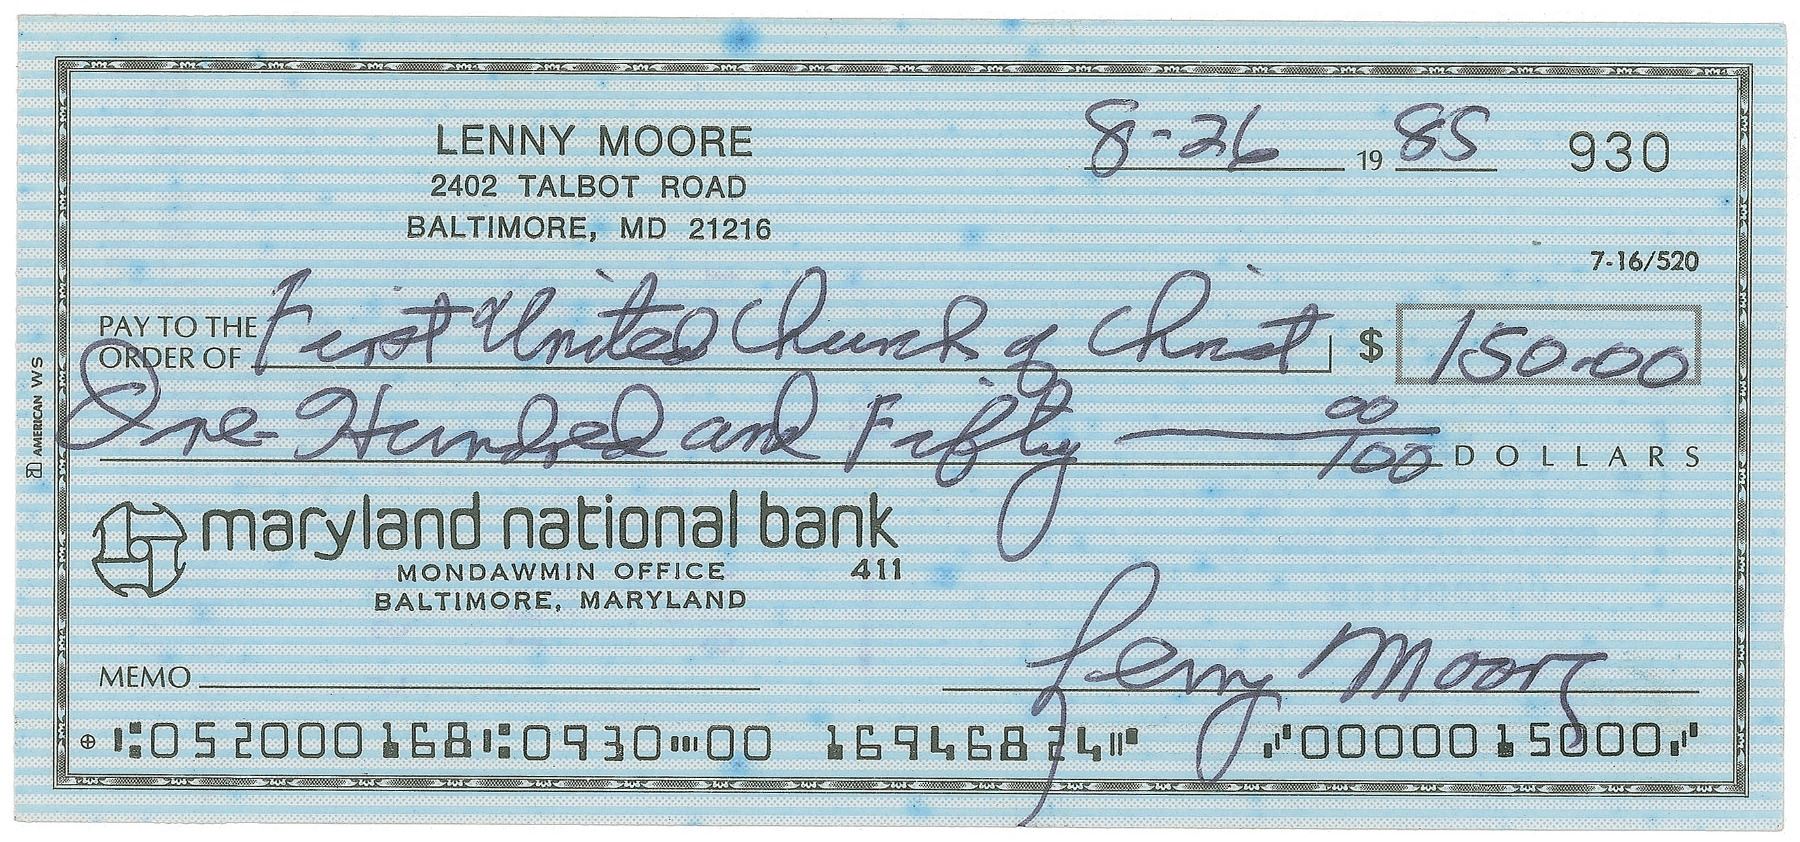 LENNY MOORE
2402 TALBOT ROAD
BALTIMORE, MD 21216
8-26 19 85 930
7-16/520
PAY TO THE ORDER OF First United Church of Christ $ 150.00
One Hundred and Fifty 00/100 DOLLARS
AMERICAN WS
maryland national bank
MONDAWMIN OFFICE 411
BALTIMORE, MARYLAND
MEMO
Lenny Moore
⑆052000168⑆0930⑈00 169468 24⑈ ⑈0000015000⑈